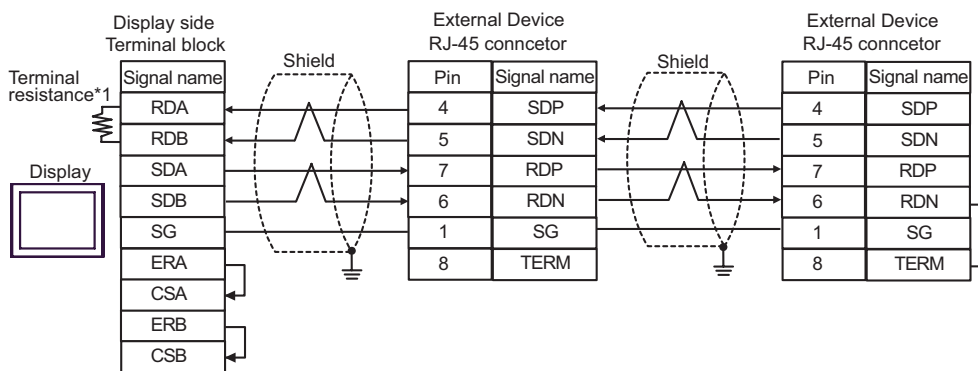 Display side
Terminal block
External Device
RJ-45 conncetor
External Device
RJ-45 conncetor
Terminal
resistance*1
Display
Shield
Shield
Signal name
RDA
RDB
SDA
SDB
SG
ERA
CSA
ERB
CSB
Pin Signal name
4 SDP
5 SDN
7 RDP
6 RDN
1 SG
8 TERM
Pin Signal name
4 SDP
5 SDN
7 RDP
6 RDN
1 SG
8 TERM